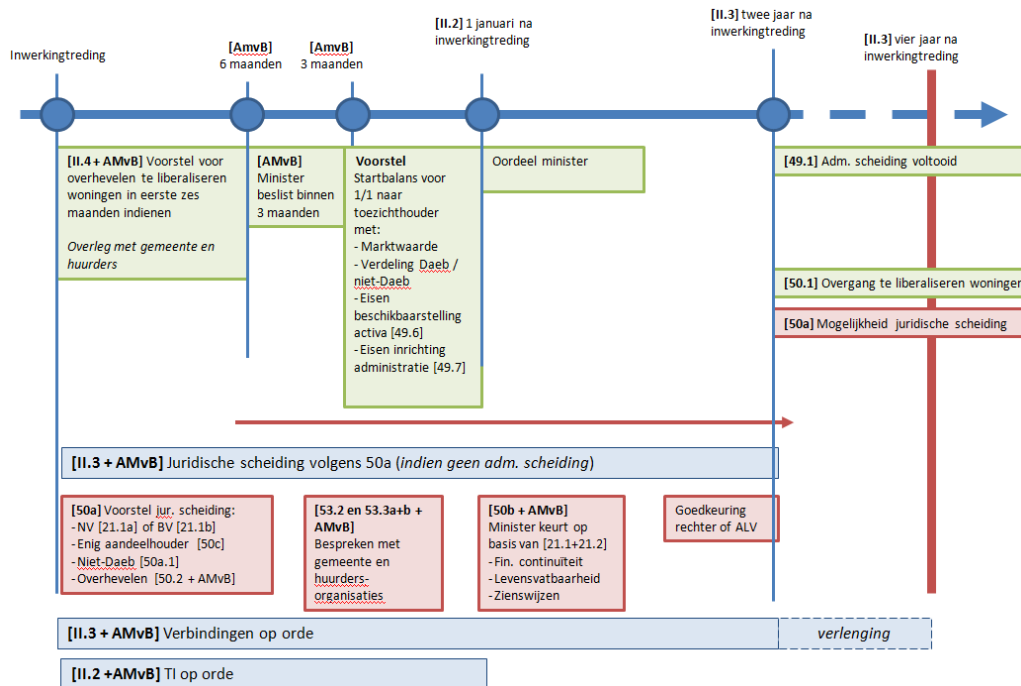 Inwerkingtreding
[AmvB]
6 maanden
[AmvB]
3 maanden
[II.2] 1 januari na
inwerkingtreding
[II.3] twee jaar na
inwerkingtreding
[II.3] vier jaar na
inwerkingtreding
[II.4 + AMvB] Voorstel voor
overhevelen te liberaliseren
woningen in eerste zes
maanden indienen
Overleg met gemeente en
huurders
[AMvB]
Minister
beslist binnen
3 maanden
Voorstel
Startbalans voor
1/1 naar
toezichthouder
met:
- Marktwaarde
- Verdeling Daeb /
niet-Daeb
- Eisen
beschikbaarstelling
activa [49.6]
- Eisen inrichting
administratie [49.7]
Oordeel minister
[49.1] Adm. scheiding voltooid
[50.1] Overgang te liberaliseren woningen
[50a] Mogelijkheid juridische scheiding
[II.3 + AMvB] Juridische scheiding volgens 50a (indien geen adm. scheiding)
[50a] Voorstel jur. scheiding:
- NV [21.1a] of BV [21.1b]
- Enig aandeelhouder [50c]
- Niet-Daeb [50a.1]
- Overhevelen [50.2 + AMvB]
[53.2 en 53.3a+b +
AMvB]
Bespreken met
gemeente en
huurders-
organisaties
[50b + AMvB]
Minister keurt op
basis van [21.1+21.2]
- Fin. continuïteit
- Levensvatbaarheid
- Zienswijzen
Goedkeuring
rechter of ALV
[II.3 + AMvB] Verbindingen op orde
verlenging
[II.2 +AMvB] TI op orde